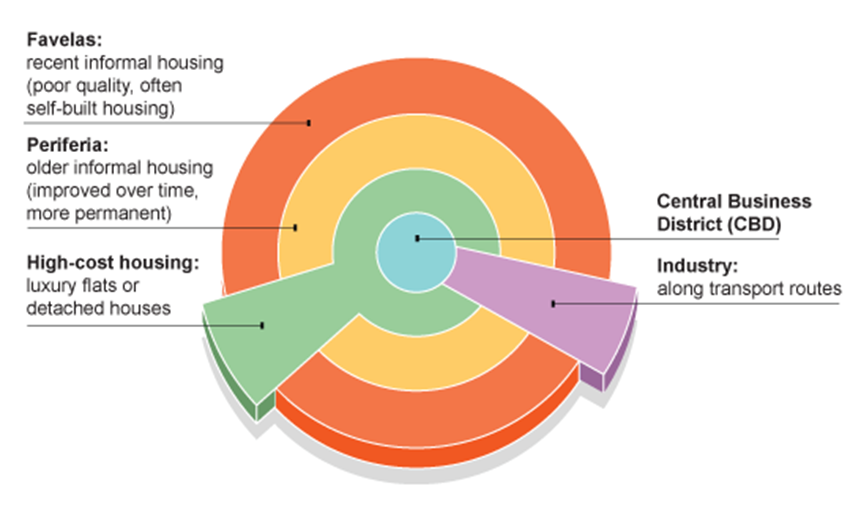 Favelas:
recent informal housing
(poor quality, often
self-built housing)
Periferia:
older informal housing
(improved over time,
more permanent)
High-cost housing:
luxury flats or
detached houses
Central Business
District (CBD)
Industry:
along transport routes